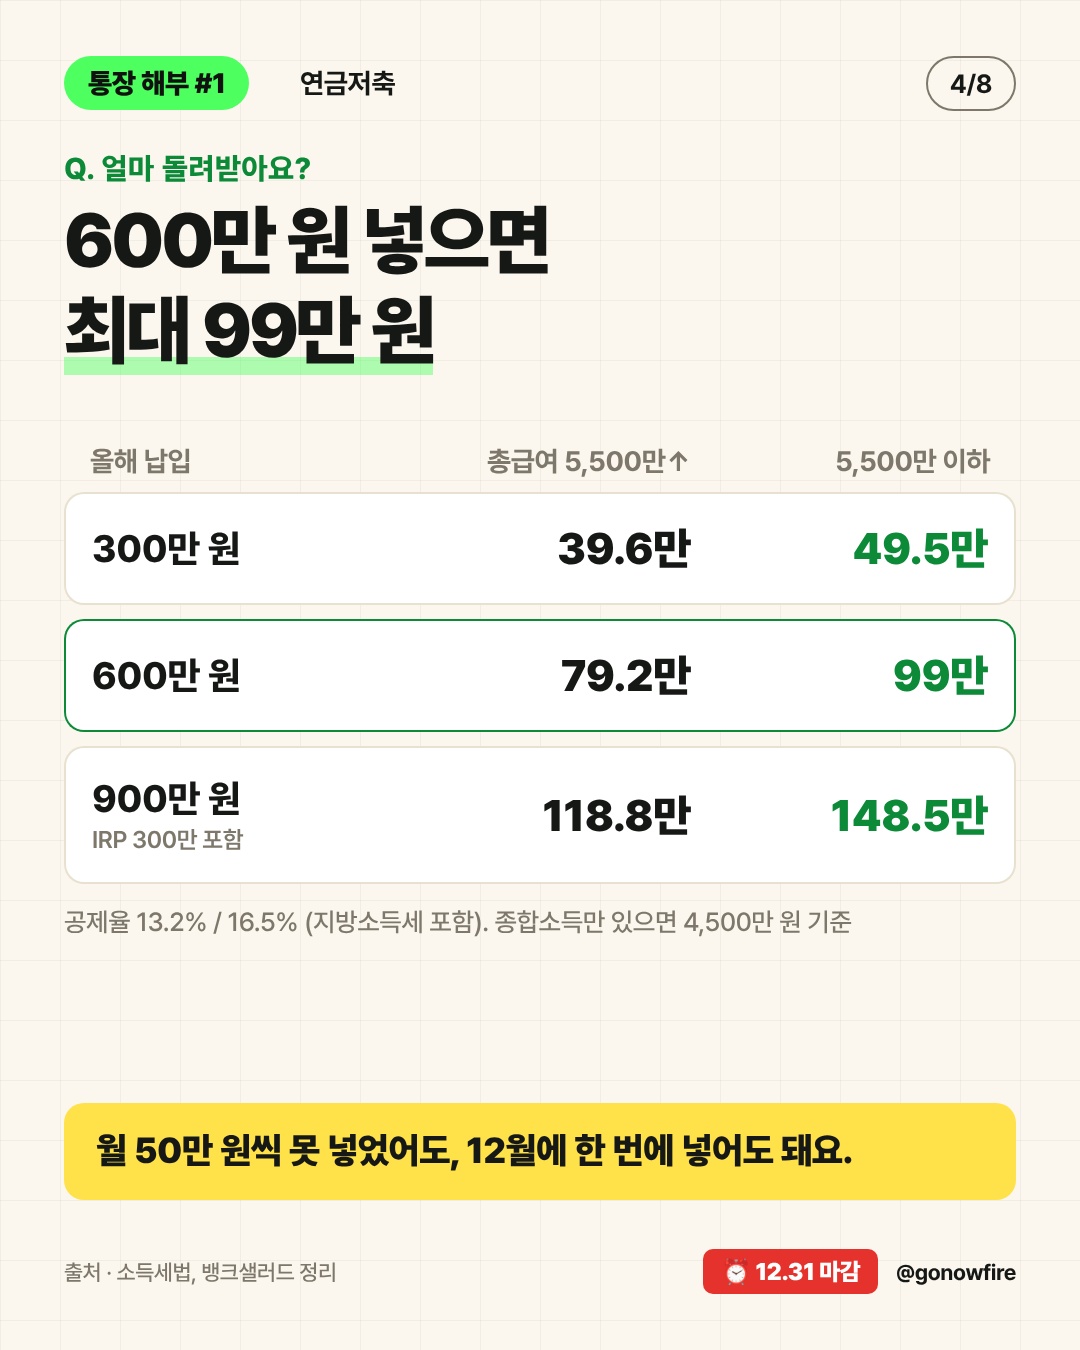 통장 해부 #1
연금저축
4/8
Q. 얼마 돌려받아요?
600만 원 넣으면
최대 99만 원
올해 납입 총급여 5,500만↑ 5,500만 이하
300만 원 39.6만 49.5만
600만 원 79.2만 99만
900만 원 118.8만 148.5만
IRP 300만 포함
공제율 13.2% / 16.5% (지방소득세 포함). 종합소득만 있으면 4,500만 원 기준
월 50만 원씩 못 넣었어도, 12월에 한 번에 넣어도 돼요.
출처 · 소득세법, 뱅크샐러드 정리
⏰ 12.31 마감
@gonowfire